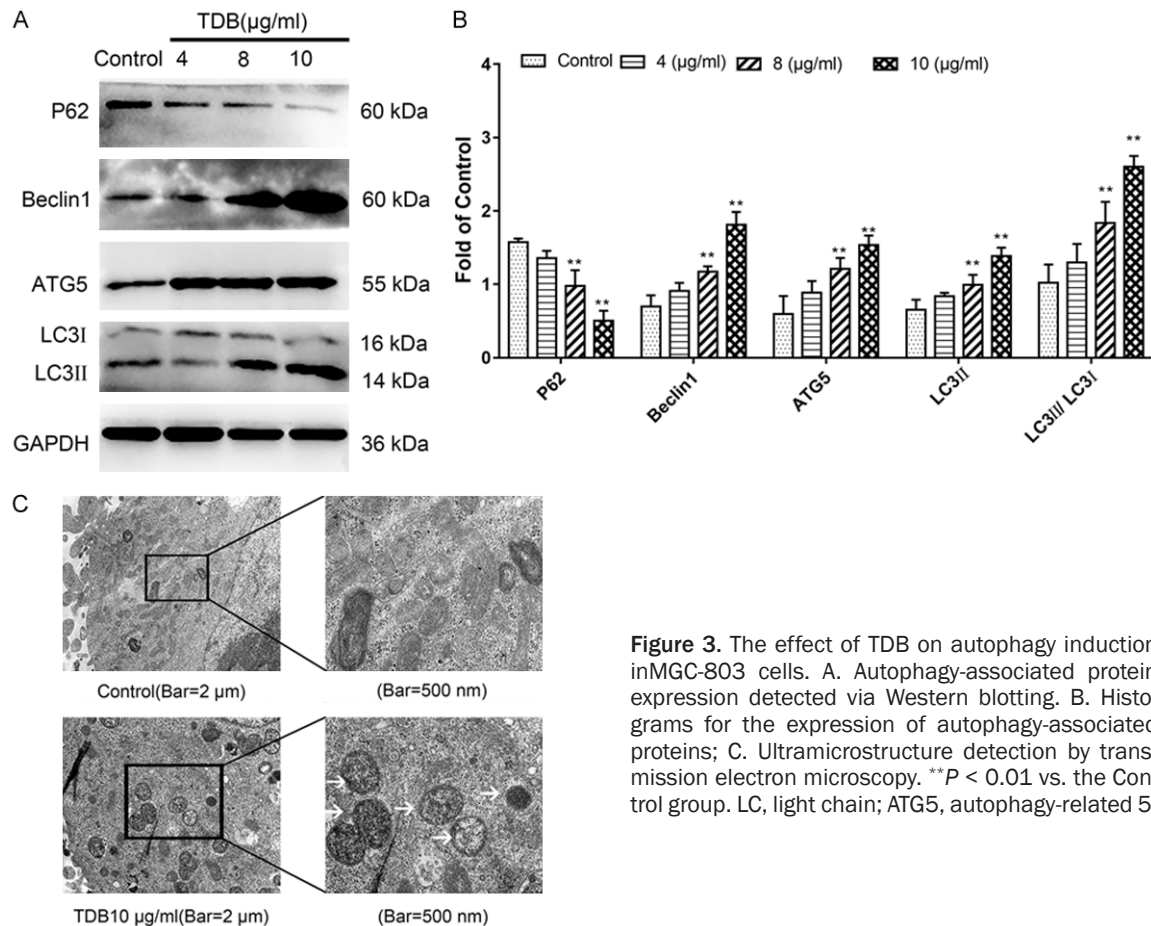 A
TDB(µg/ml)
Control 4 8 10
P62 60 kDa
Beclin1 60 kDa
ATG5 55 kDa
LC3I 16 kDa
LC3II 14 kDa
GAPDH 36 kDa
B
Control 4 (µg/ml) 8 (µg/ml) 10 (µg/ml)
Fold of Control
4
3
2
1
0
** ** ** ** ** ** ** ** ** **
P62 Beclin1 ATG5 LC3II LC3II/ LC3I
C
Control(Bar=2 µm) (Bar=500 nm)
TDB10 µg/ml(Bar=2 µm) (Bar=500 nm)
Figure 3. The effect of TDB on autophagy induction
inMGC-803 cells. A. Autophagy-associated protein
expression detected via Western blotting. B. Histo-
grams for the expression of autophagy-associated
proteins; C. Ultramicrostructure detection by trans-
mission electron microscopy. **P < 0.01 vs. the Con-
trol group. LC, light chain; ATG5, autophagy-related 5